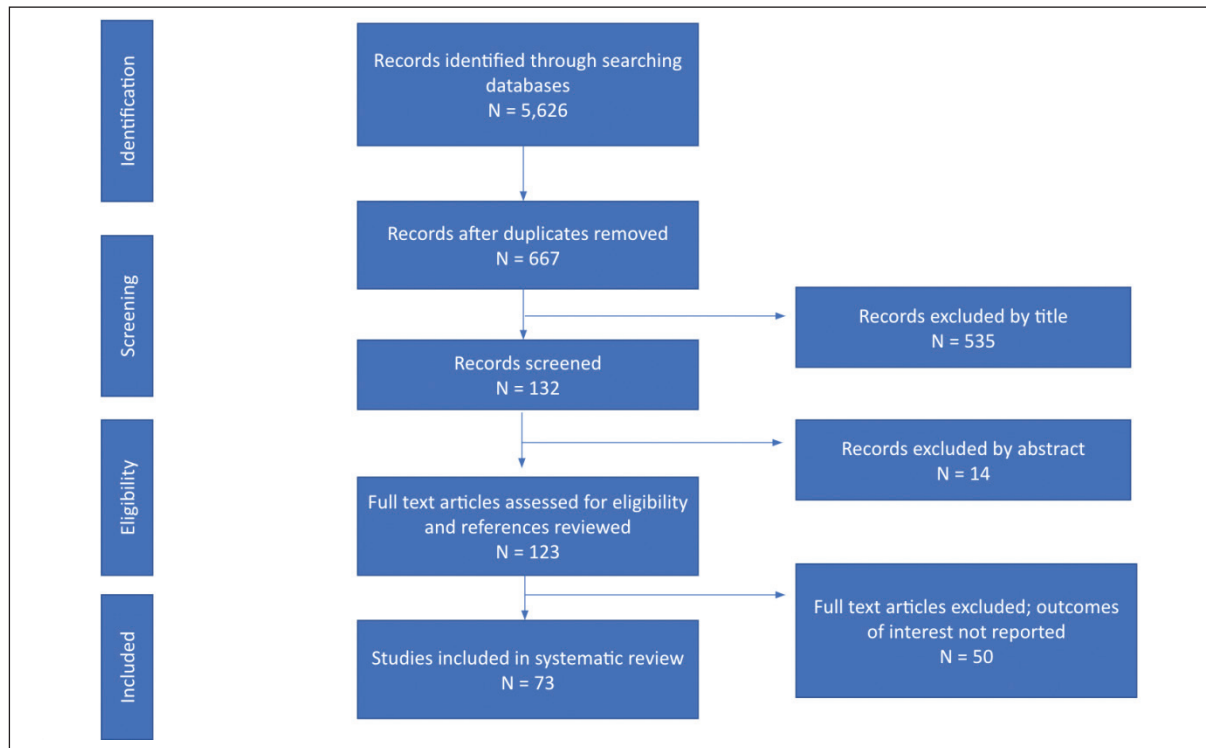 Identification
Records identified through searching
databases
N = 5,626
Records after duplicates removed
N = 667
Screening
Records excluded by title
N = 535
Records screened
N = 132
Eligibility
Records excluded by abstract
N = 14
Full text articles assessed for eligibility
and references reviewed
N = 123
Included
Full text articles excluded; outcomes
of interest not reported
N = 50
Studies included in systematic review
N = 73